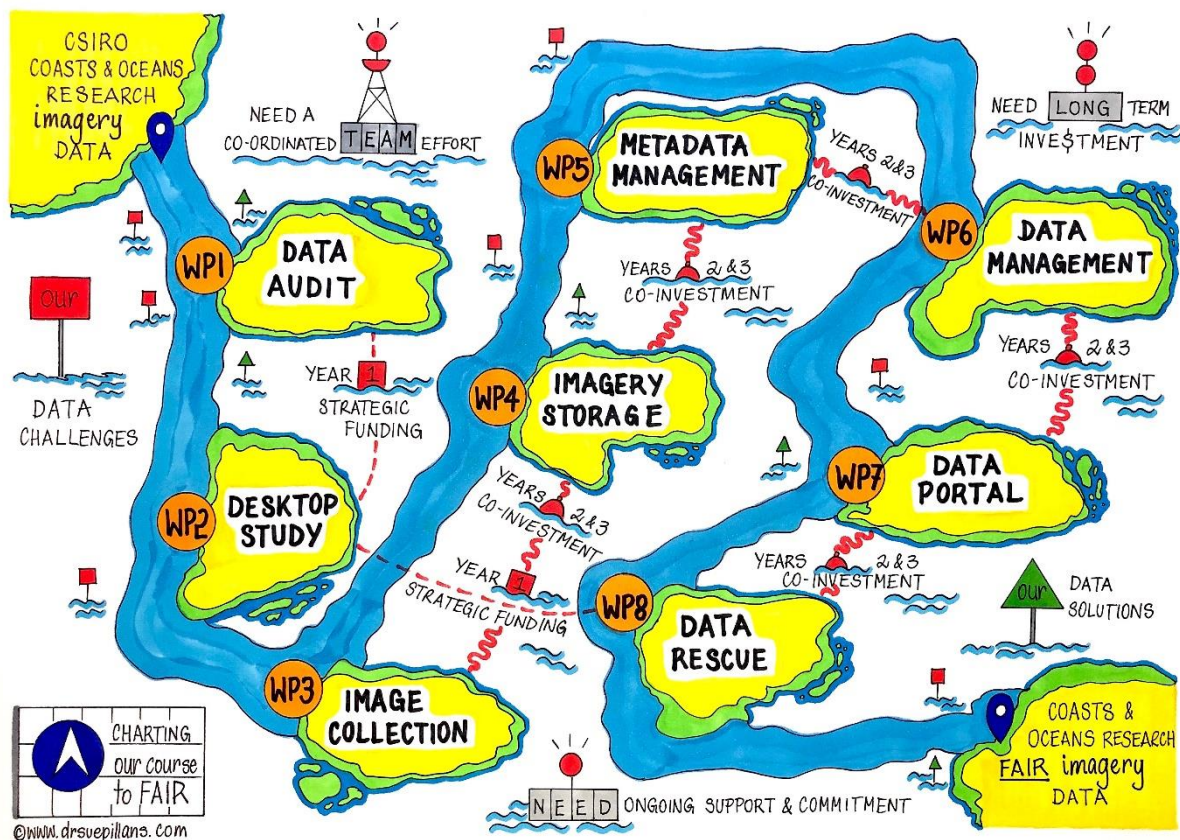 CSIRO
COASTS & OCEANS
RESEARCH
imagery
DATA
NEED A
CO-ORDINATED TEAM EFFORT
NEED LONG TERM
INVE$TMENT
WP1
DATA
AUDIT
WP5
METADATA
MANAGEMENT
YEARS 2&3
CO-INVESTMENT
WP6
DATA
MANAGEMENT
our
DATA
CHALLENGES
YEAR 1
STRATEGIC
FUNDING
YEARS 2&3
CO-INVESTMENT
WP4
IMAGERY
STORAGE
YEARS 2&3
CO-INVESTMENT
WP2
DESKTOP
STUDY
YEARS 2&3
CO-INVESTMENT
YEAR 1
STRATEGIC FUNDING
WP7
DATA
PORTAL
YEARS 2&3
CO-INVESTMENT
WP8
DATA
RESCUE
our
DATA
SOLUTIONS
WP3
IMAGE
COLLECTION
CHARTING
our course
to FAIR
©www.drsuepillans.com
NEED ONGOING SUPPORT & COMMITMENT
COASTS &
OCEANS RESEARCH
FAIR imagery
DATA